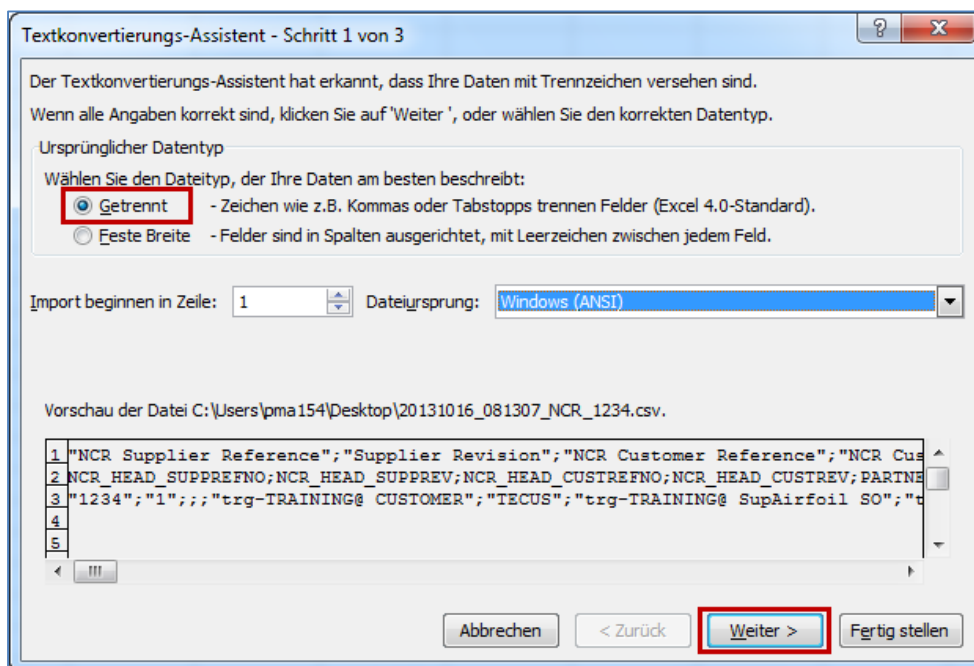 Textkonvertierungs-Assistent - Schritt 1 von 3
Der Textkonvertierungs-Assistent hat erkannt, dass Ihre Daten mit Trennzeichen versehen sind.
Wenn alle Angaben korrekt sind, klicken Sie auf 'Weiter ', oder wählen Sie den korrekten Datentyp.
Ursprünglicher Datentyp
Wählen Sie den Dateityp, der Ihre Daten am besten beschreibt:
Getrennt - Zeichen wie z.B. Kommas oder Tabstopps trennen Felder (Excel 4.0-Standard).
Feste Breite - Felder sind in Spalten ausgerichtet, mit Leerzeichen zwischen jedem Feld.
Import beginnen in Zeile: 1 Dateiursprung: Windows (ANSI)
Vorschau der Datei C:\Users\pma154\Desktop\20131016_081307_NCR_1234.csv.
1 "NCR Supplier Reference";"Supplier Revision";"NCR Customer Reference";"NCR Cus
2 NCR_HEAD_SUPPREFNO;NCR_HEAD_SUPPREV;NCR_HEAD_CUSTREFNO;NCR_HEAD_CUSTREV;PARTNE
3 "1234";"1";;;"trg-TRAINING@ CUSTOMER";"TECUS";"trg-TRAINING@ SupAirfoil SO";"t
4
5
Abbrechen < Zurück Weiter > Fertig stellen